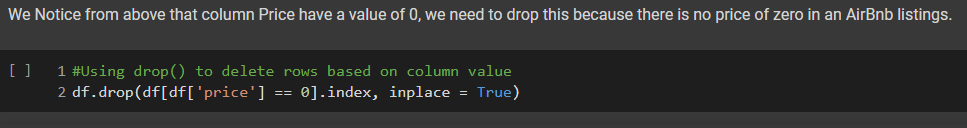 We Notice from above that column Price have a value of 0, we need to drop this because there is no price of zero in an AirBnb listings.
[ ] 1 #Using drop() to delete rows based on column value
2 df.drop(df[df['price'] == 0].index, inplace = True)